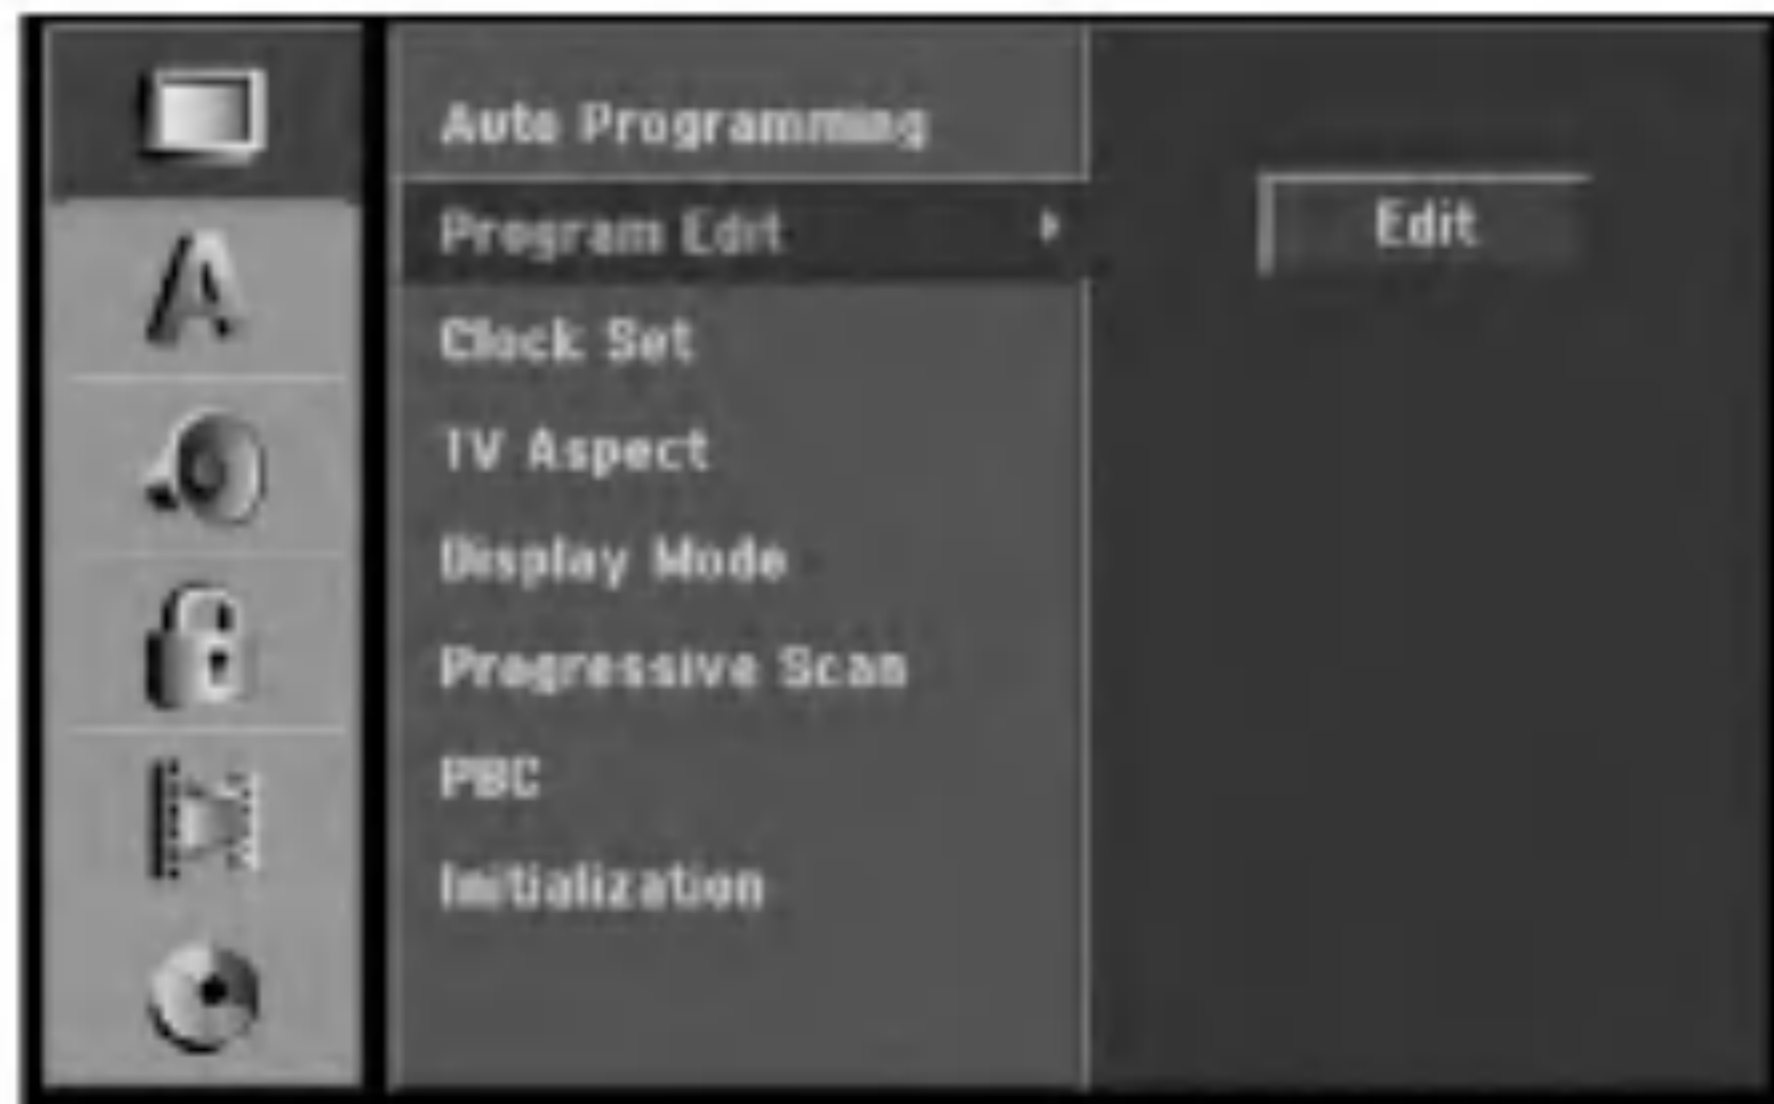 Auto Programming
Program Edit
Edit
Clock Set
TV Aspect
Display Mode
Progressive Scan
PBC
Initialization